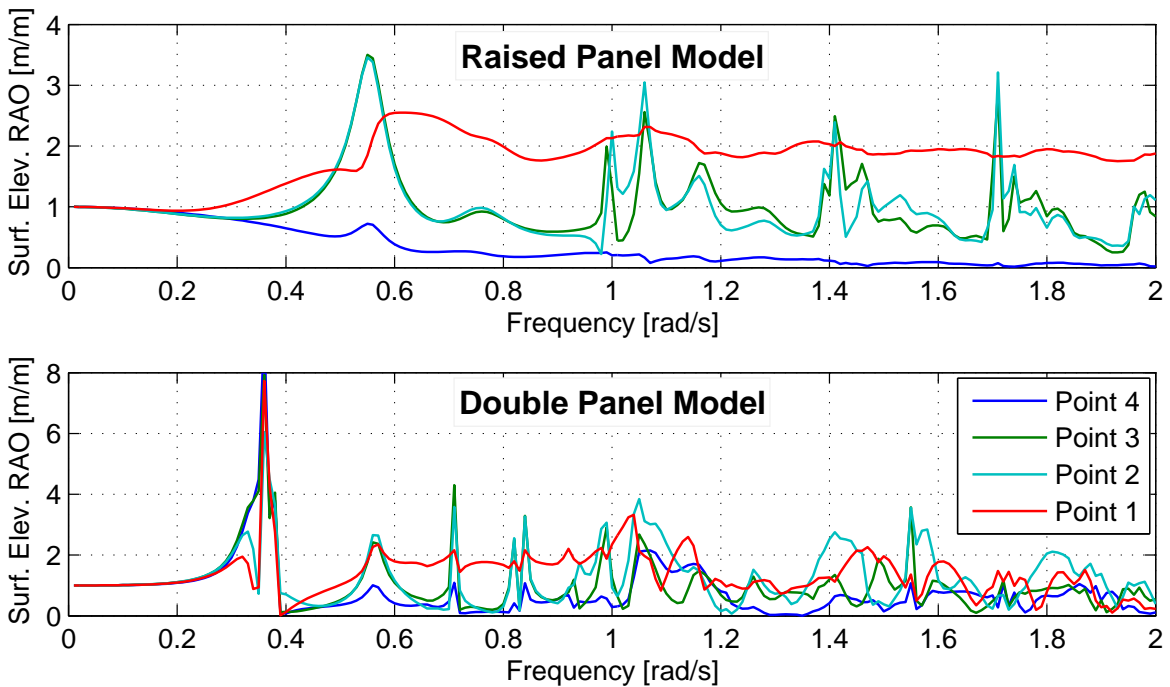 Raised Panel Model
Surf. Elev. RAO [m/m]
4
3
2
1
0
0 0.2 0.4 0.6 0.8 1 1.2 1.4 1.6 1.8 2
Frequency [rad/s]
Double Panel Model
Surf. Elev. RAO [m/m]
8
6
4
2
0
Point 4
Point 3
Point 2
Point 1
0 0.2 0.4 0.6 0.8 1 1.2 1.4 1.6 1.8 2
Frequency [rad/s]